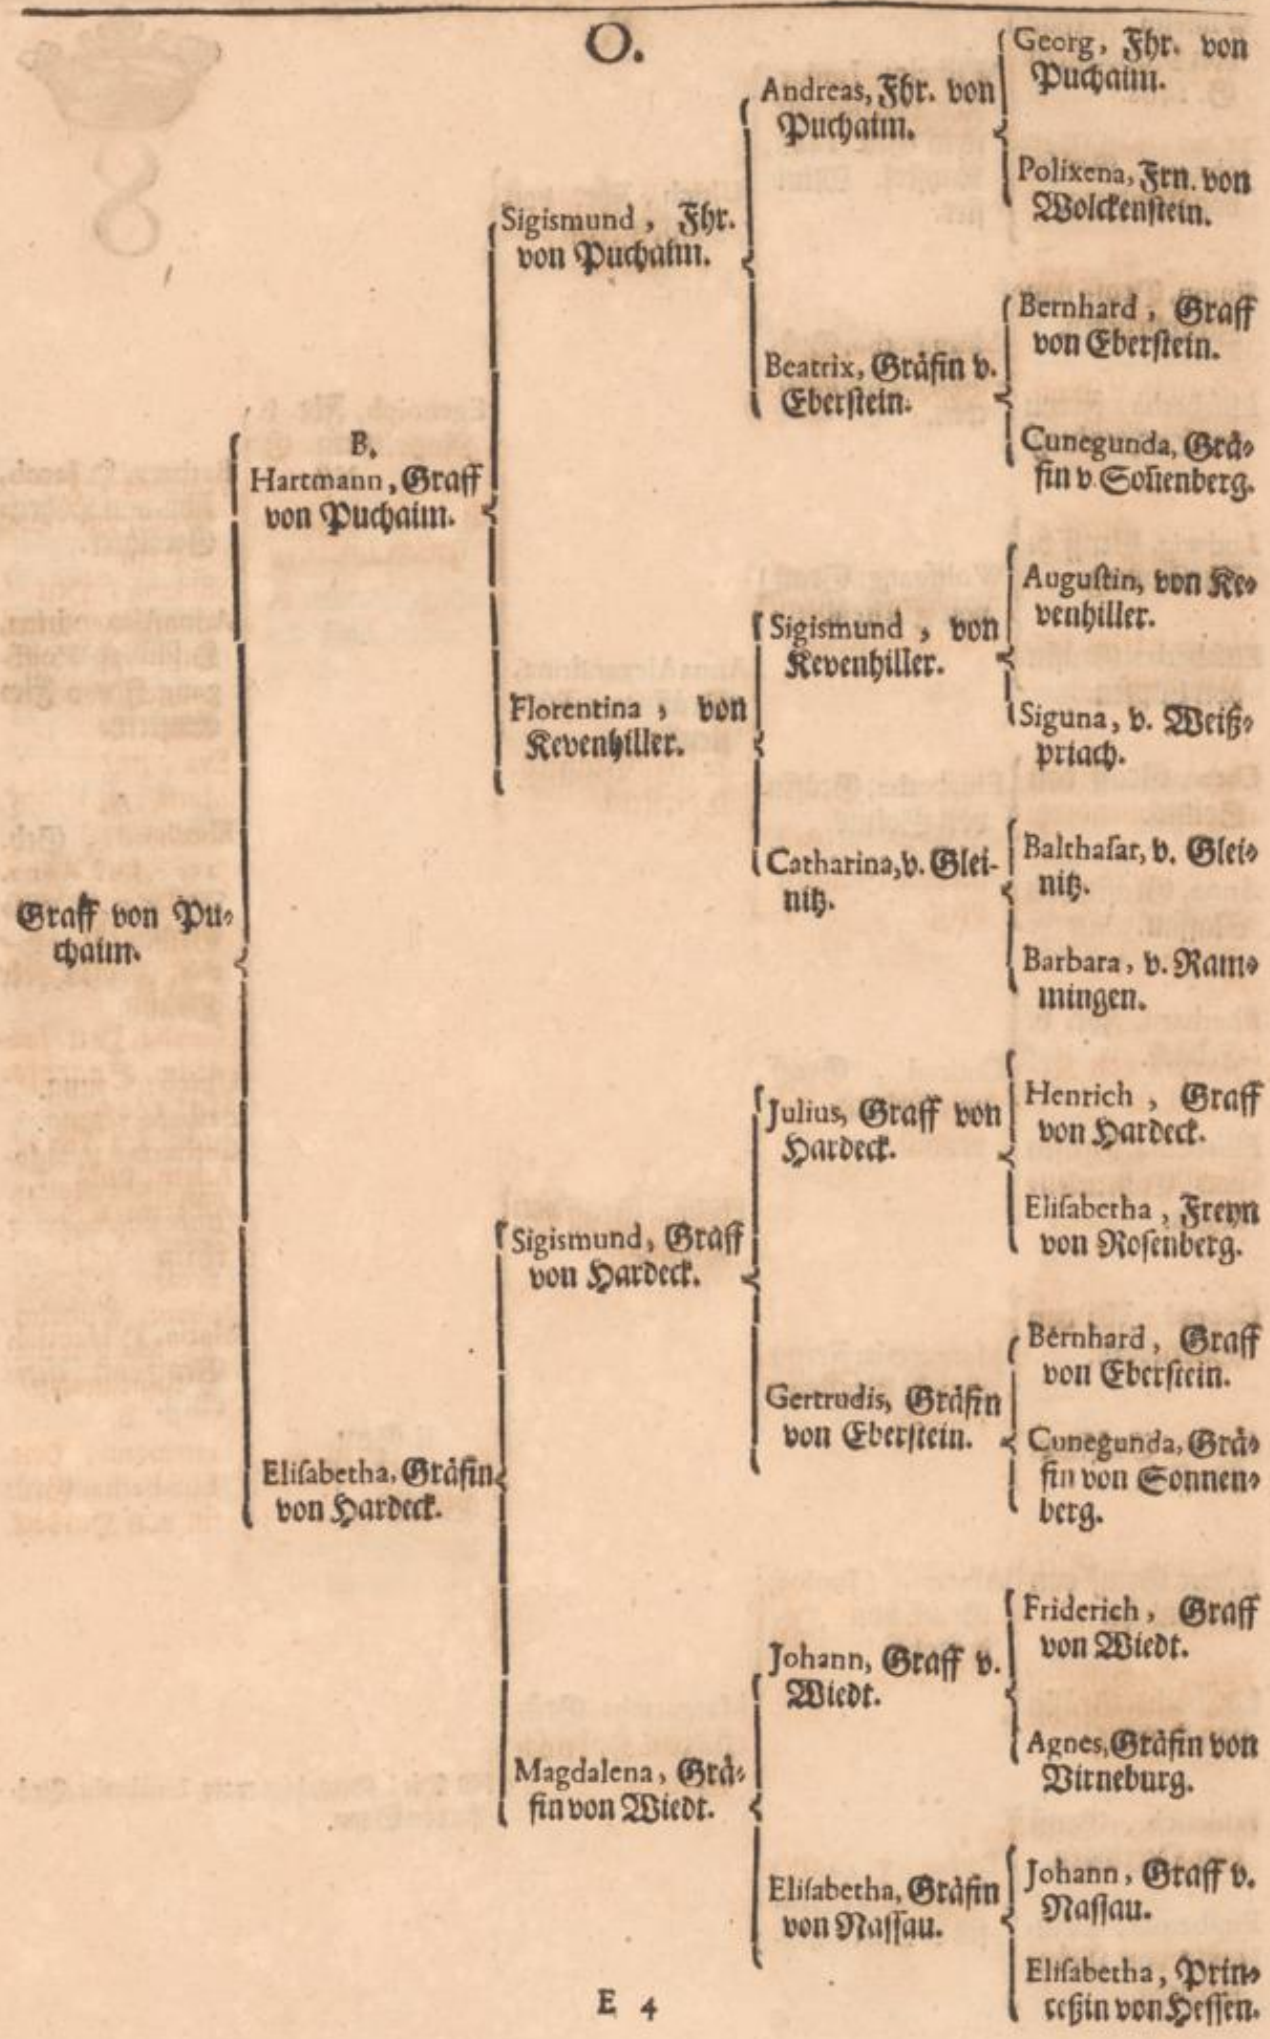 O.
Graff von Pu-
chaim.
B.
Hartmann, Graff
von Puchaim.
Elisabetha, Gräfin
von Hardeck.
Sigismund, Fhr.
von Puchaim.
Florentina, von
Kevenhiller.
Sigismund, Graff
von Hardeck.
Magdalena, Grä-
fin von Wiedt.
Andreas, Fhr. von
Puchaim.
Beatrix, Gräfin v.
Eberstein.
Sigismund, von
Kevenhiller.
Catharina, v. Glei-
nitz.
Julius, Graff von
Hardeck.
Gertrudis, Gräfin
von Eberstein.
Johann, Graff v.
Wiedt.
Elisabetha, Gräfin
von Nassau.
Georg, Fhr. von
Puchaim.
Polixena, Frn. von
Wolckenstein.
Bernhard, Graff
von Eberstein.
Cunegunda, Grä-
fin v. Soñenberg.
Augustin, von Ke-
venhiller.
Siguna, v. Weiß-
priach.
Balthasar, v. Glei-
nitz.
Barbara, v. Ram-
mingen.
Henrich, Graff
von Hardeck.
Elisabetha, Freyn
von Rosenberg.
Bernhard, Graff
von Eberstein.
Cunegunda, Grä-
fin von Sonnen-
berg.
Friderich, Graff
von Wiedt.
Agnes, Gräfin von
Virneburg.
Johann, Graff v.
Nassau.
Elisabetha, Prin-
ceßin von Hessen.
E 4